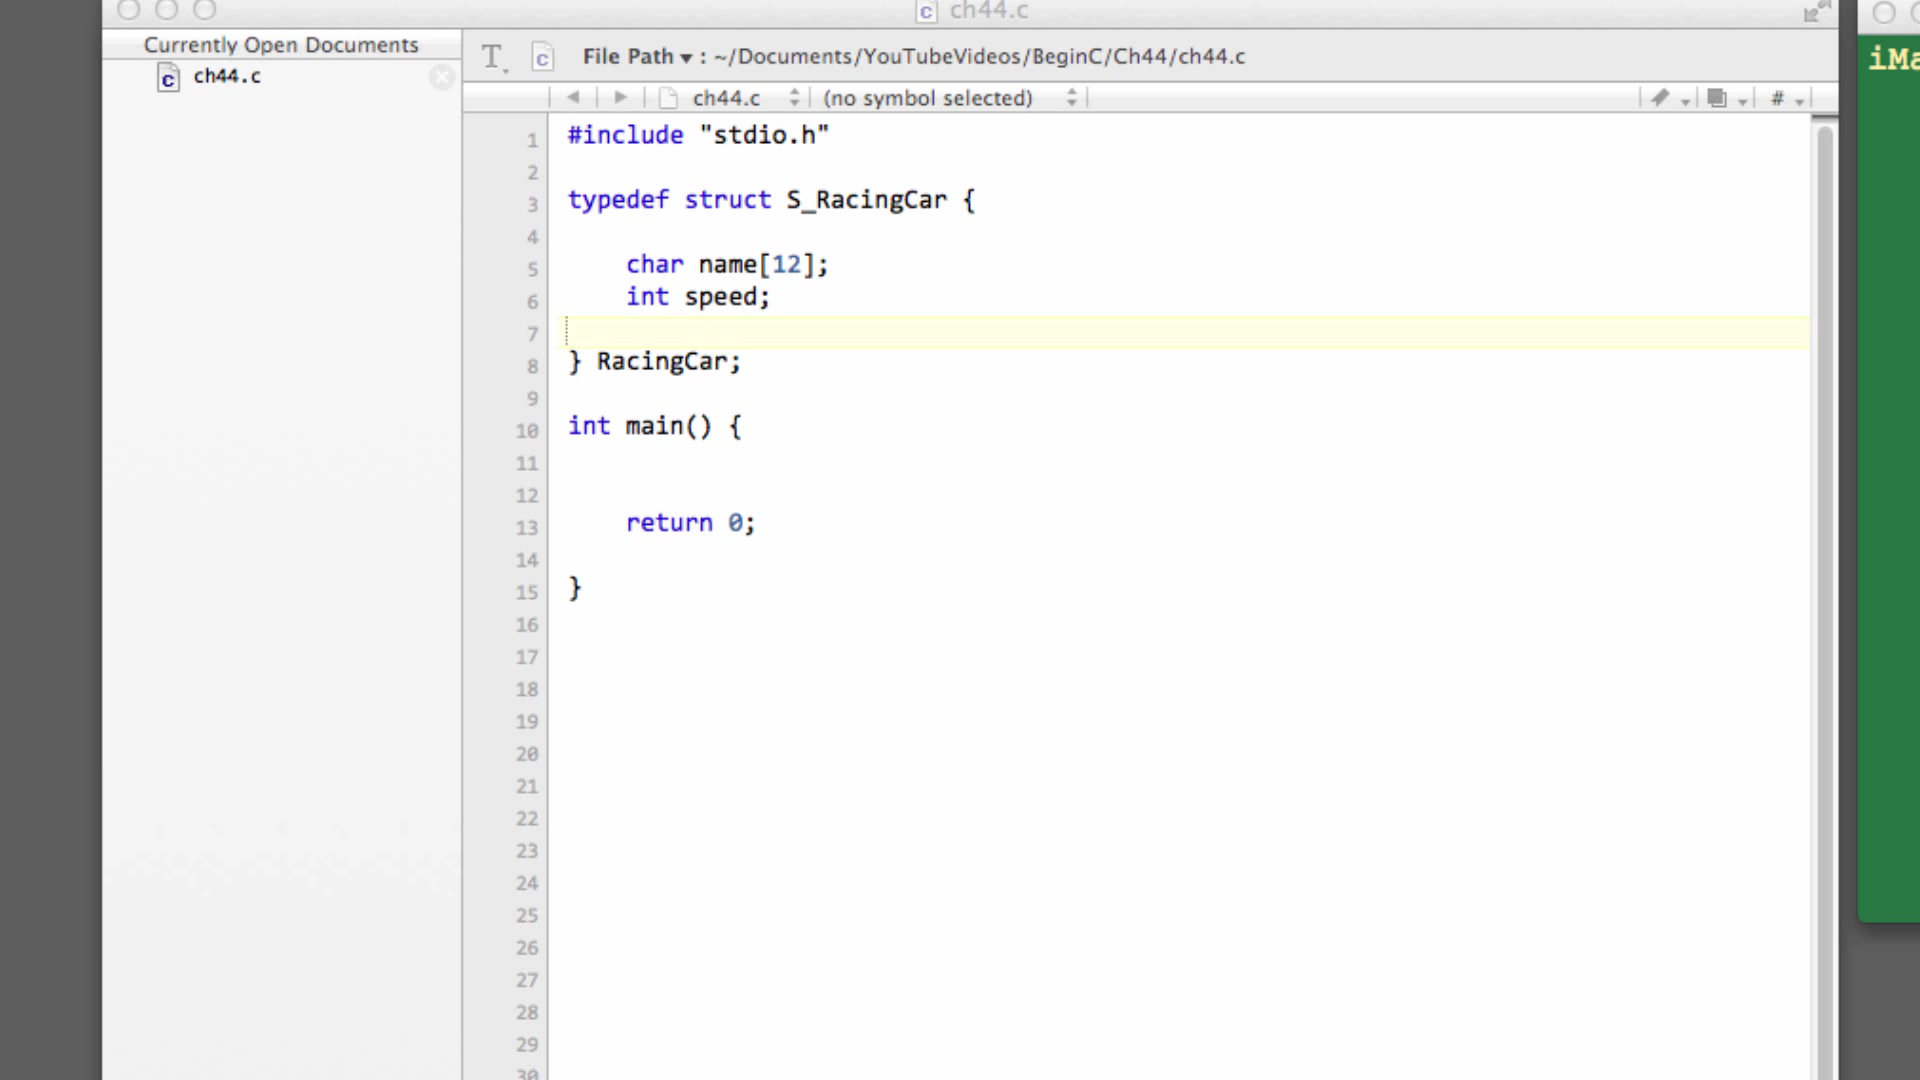 ch44.c
Currently Open Documents
ch44.c
File Path ▾ : ~/Documents/YouTubeVideos/BeginC/Ch44/ch44.c
ch44.c (no symbol selected) #
1 #include "stdio.h"
2
3 typedef struct S_RacingCar {
4
5 char name[12];
6 int speed;
7
8 } RacingCar;
9
10 int main() {
11
12
13 return 0;
14
15 }
16
17
18
19
20
21
22
23
24
25
26
27
28
29
30